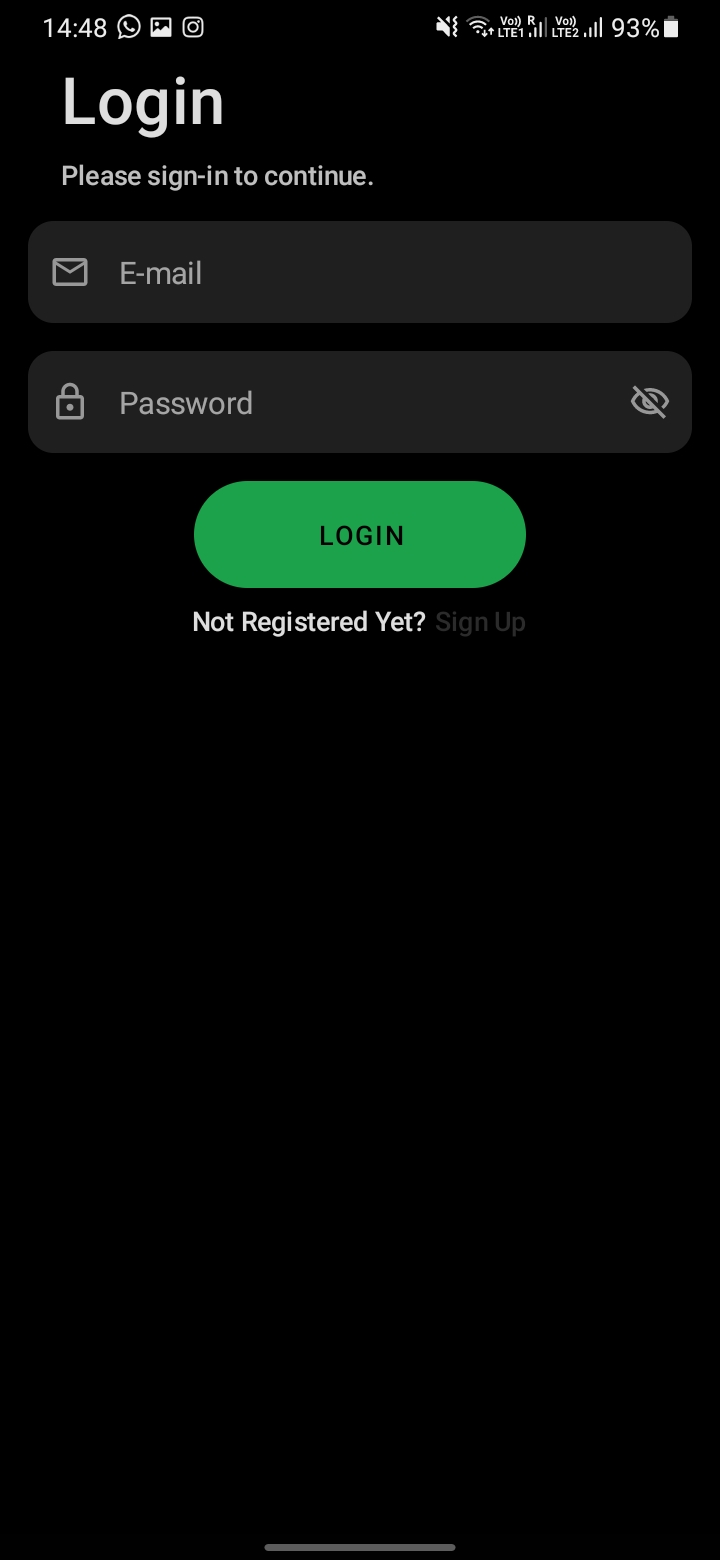 14:48 Vo)) LTE1 R Vo)) LTE2 93%
Login
Please sign-in to continue.
E-mail
Password
LOGIN
Not Registered Yet? Sign Up